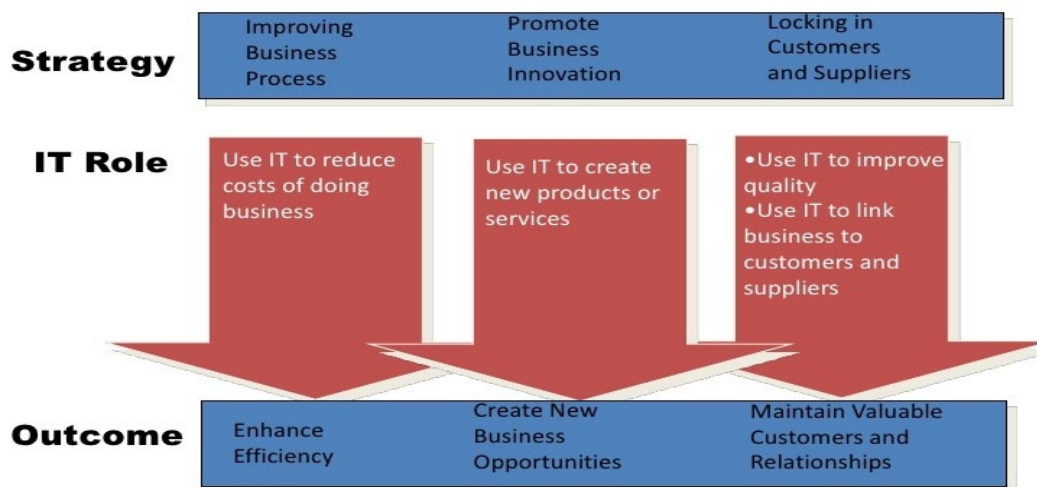 Strategy
Improving
Business
Process
Promote
Business
Innovation
Locking in
Customers
and Suppliers
IT Role
Use IT to reduce
costs of doing
business
Use IT to create
new products or
services
•Use IT to improve
quality
•Use IT to link
business to
customers and
suppliers
Outcome
Enhance
Efficiency
Create New
Business
Opportunities
Maintain Valuable
Customers and
Relationships